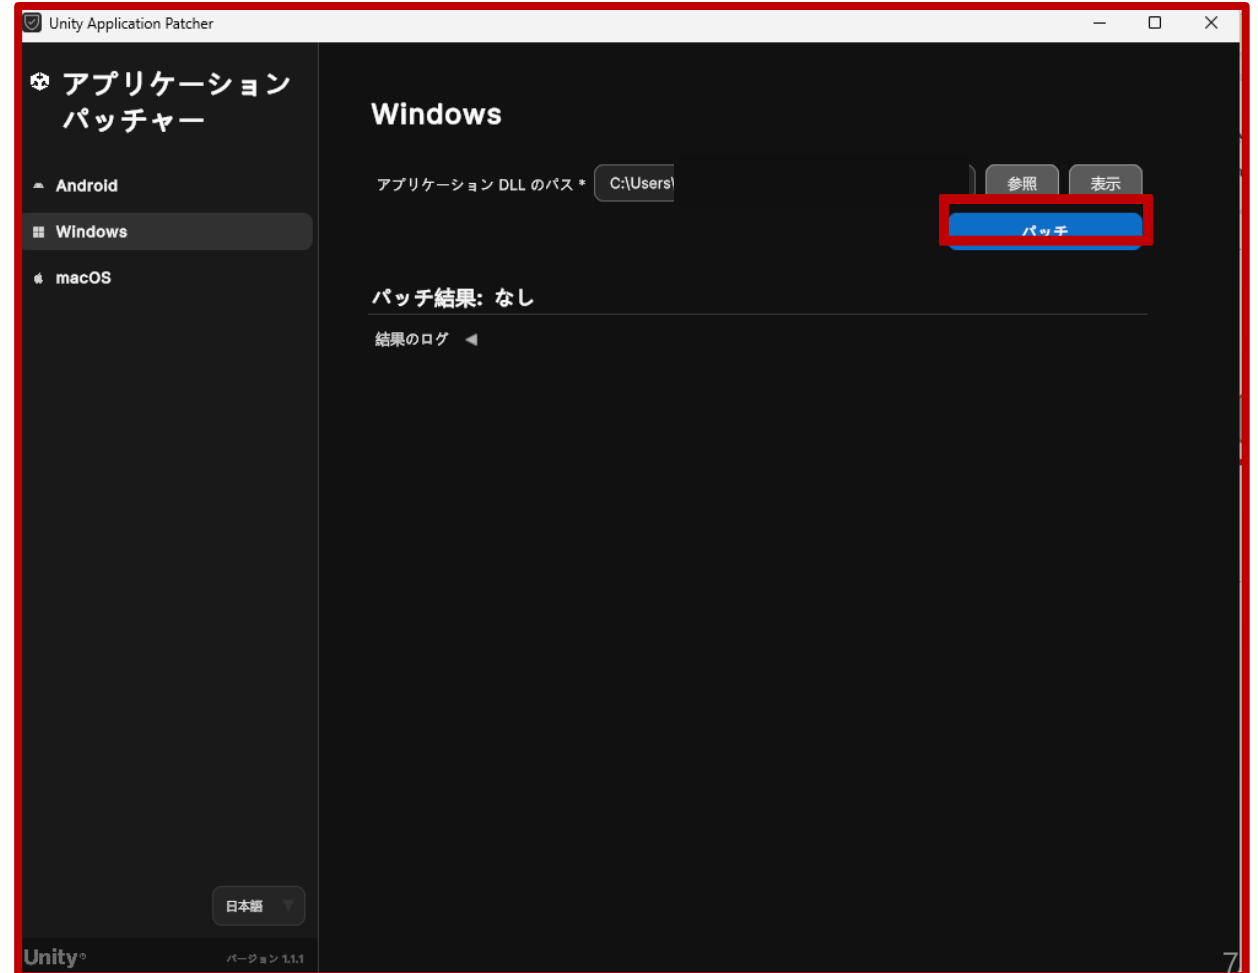 Unity Application Patcher
アプリケーション
パッチャー
Android
Windows
macOS
Windows
アプリケーション DLL のパス *
C:\Users\
参照
表示
パッチ
パッチ結果: なし
結果のログ
日本語
Unity
バージョン 1.1.1
7